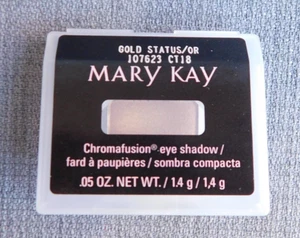 GOLD STATUS/OR
107623 CT18
MARY KAY
Chromafusion® eye shadow /
fard à paupières / sombra compacta
.05 OZ. NET WT. / 1.4 g / 1,4 g